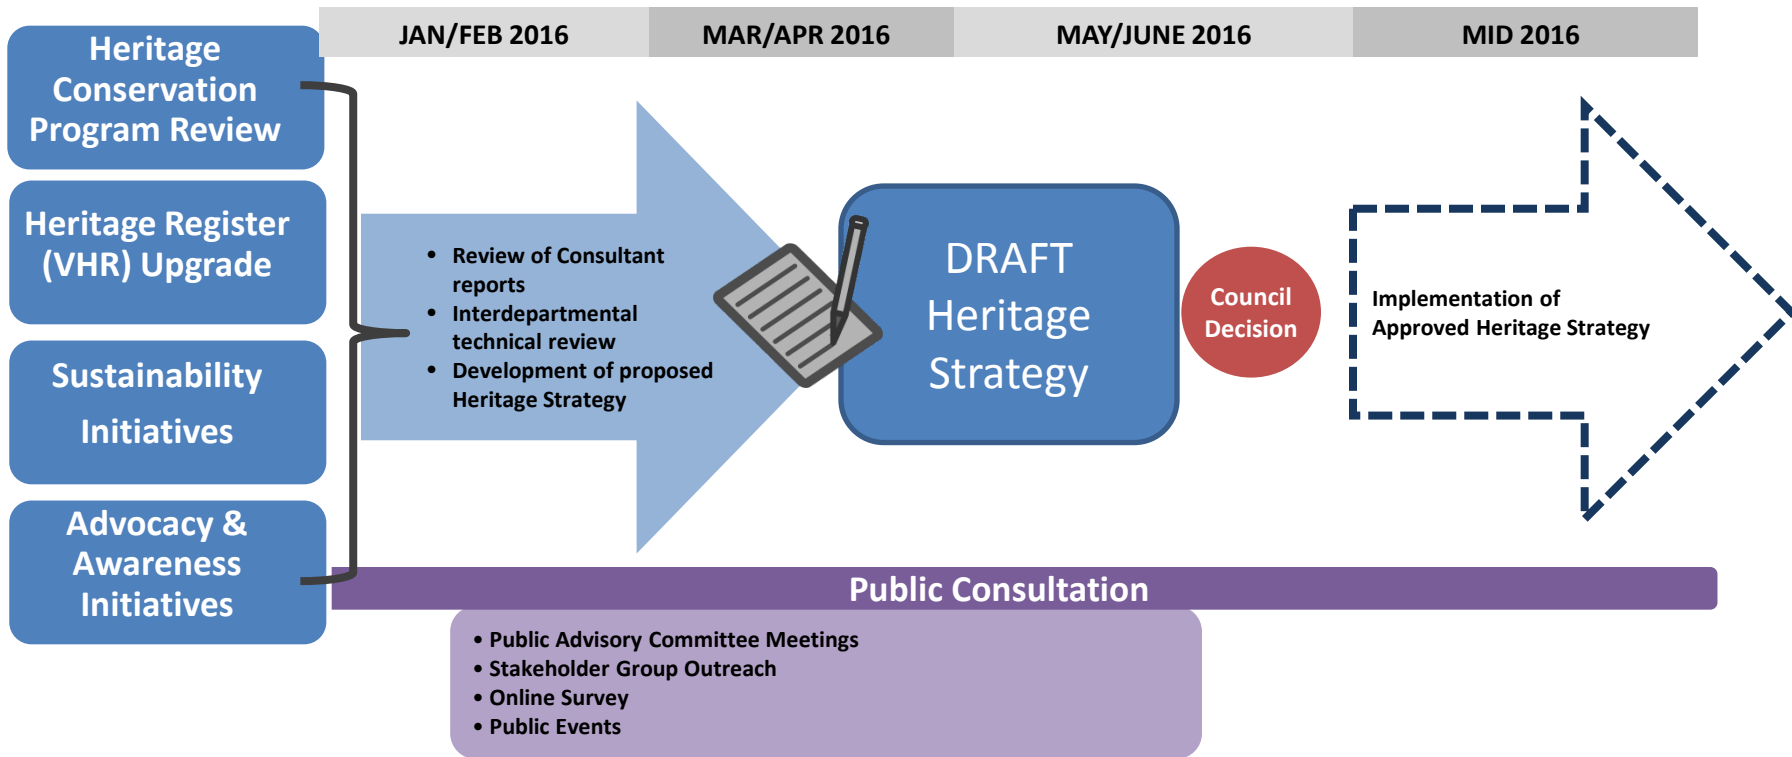 JAN/FEB 2016
MAR/APR 2016
MAY/JUNE 2016
MID 2016
Heritage
Conservation
Program Review
Heritage Register
(VHR) Upgrade
Sustainability
Initiatives
Advocacy &
Awareness
Initiatives
• Review of Consultant
reports
• Interdepartmental
technical review
• Development of proposed
Heritage Strategy
DRAFT
Heritage
Strategy
Council
Decision
Implementation of
Approved Heritage Strategy
Public Consultation
• Public Advisory Committee Meetings
• Stakeholder Group Outreach
• Online Survey
• Public Events